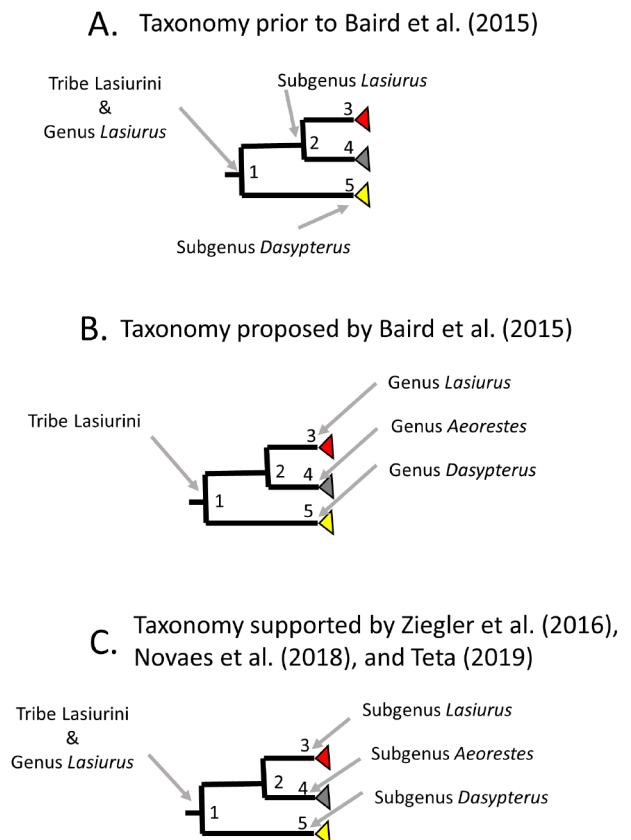 A. Taxonomy prior to Baird et al. (2015)
Tribe Lasiurini
&
Genus Lasiurus
Subgenus Lasiurus
3
2
4
1
5
Subgenus Dasypterus
B. Taxonomy proposed by Baird et al. (2015)
Genus Lasiurus
Tribe Lasiurini
Genus Aeorestes
3
Genus Dasypterus
2
4
1
5
C. Taxonomy supported by Ziegler et al. (2016),
Novaes et al. (2018), and Teta (2019)
Tribe Lasiurini
&
Genus Lasiurus
Subgenus Lasiurus
3
Subgenus Aeorestes
2
4
Subgenus Dasypterus
1
5